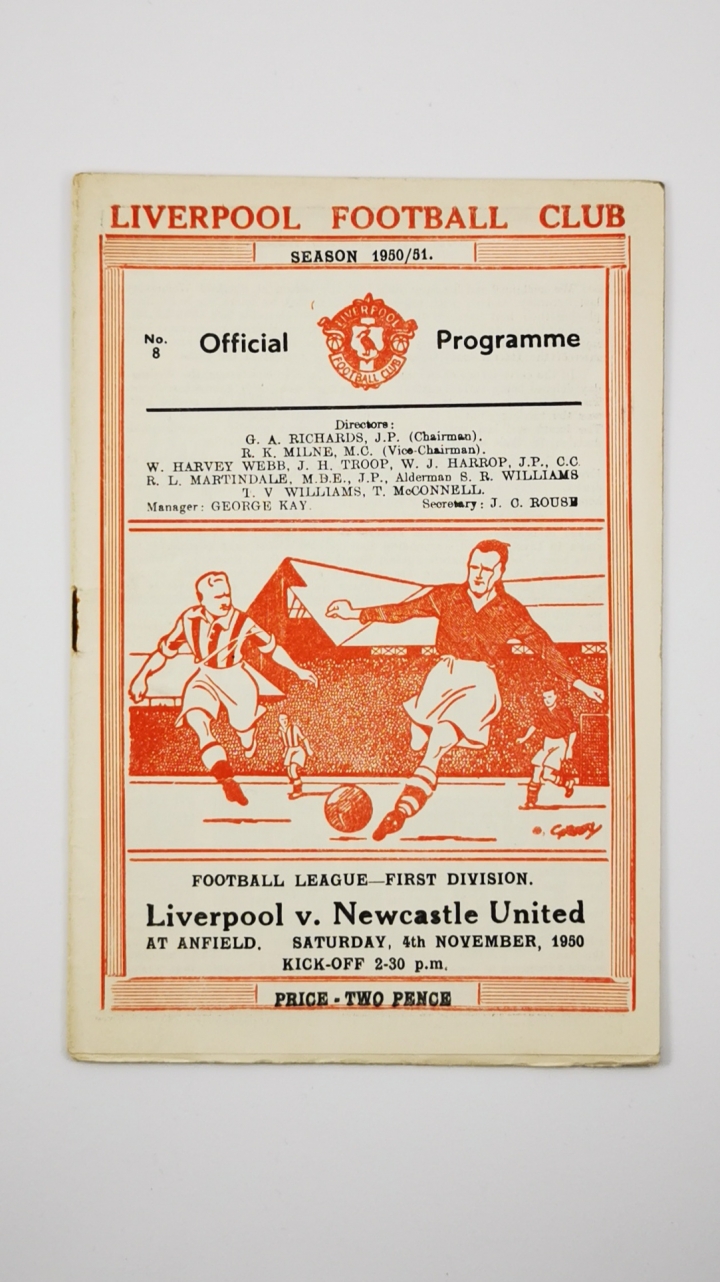 LIVERPOOL FOOTBALL CLUB
SEASON 1950/51.
No. 8 Official Programme
LIVERPOOL
FOOTBALL CLUB
Directors:
G. A. RICHARDS, J.P. (Chairman).
R. K. MILNE, M.C. (Vice-Chairman).
W. HARVEY WEBB, J. H. TROOP, W. J. HARROP, J.P., C.C.
R. L. MARTINDALE, M.B.E., J.P., Alderman S. R. WILLIAMS
T. V WILLIAMS, T. McCONNELL.
Manager: GEORGE KAY. Secretary: J. C. ROUSE
FOOTBALL LEAGUE—FIRST DIVISION.
Liverpool v. Newcastle United
AT ANFIELD. SATURDAY, 4th NOVEMBER, 1950
KICK-OFF 2-30 p.m.
PRICE - TWO PENCE